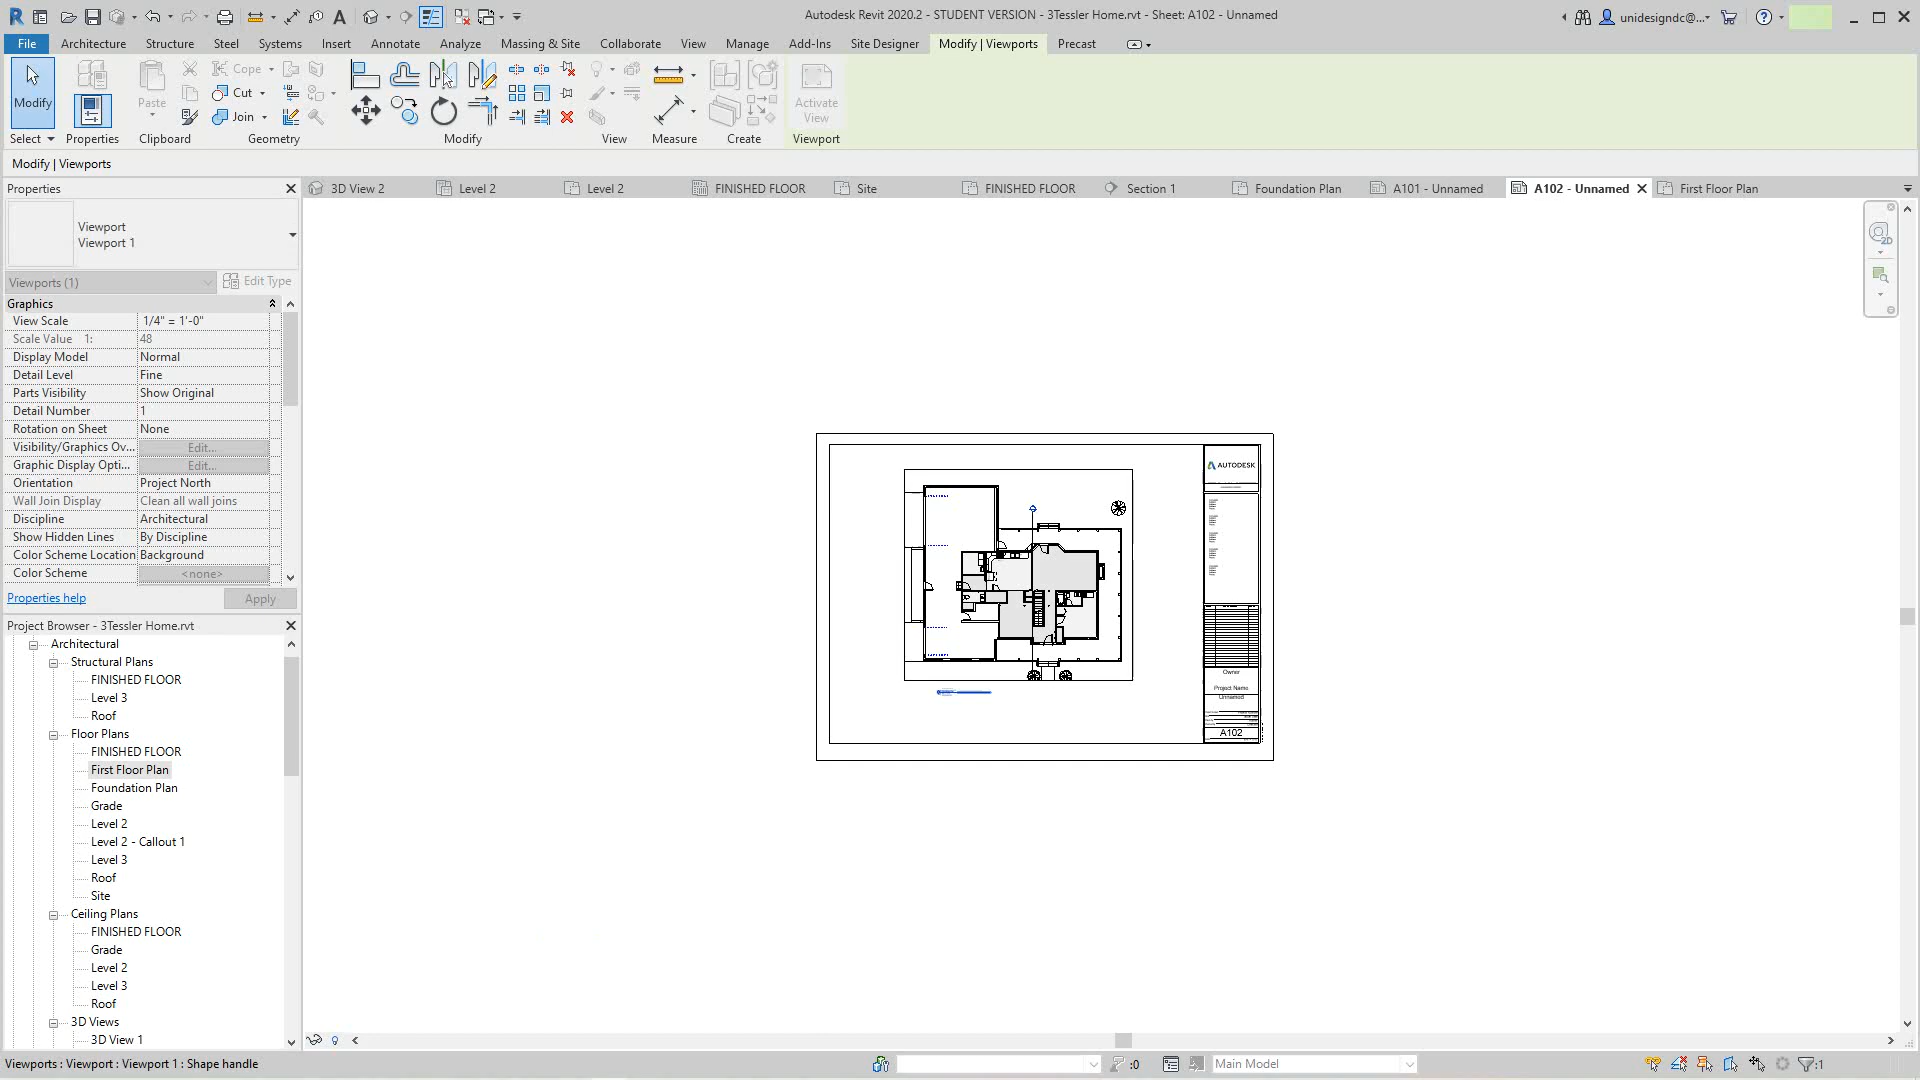 Autodesk Revit 2020.2 - STUDENT VERSION - 3Tessler Home.rvt - Sheet: A102 - Unnamed
unidesigndc@...
File Architecture Structure Steel Systems Insert Annotate Analyze Massing & Site Collaborate View Manage Add-Ins Site Designer Modify | Viewports Precast
Modify
Paste
Cope
Cut
Join
Activate
View
Select Properties Clipboard Geometry Modify View Measure Create Viewport
Modify | Viewports
Properties
3D View 2 Level 2 Level 2 FINISHED FLOOR Site FINISHED FLOOR Section 1 Foundation Plan A101 - Unnamed A102 - Unnamed First Floor Plan
Viewport
Viewport 1
Viewports (1) Edit Type
Graphics
View Scale 1/4" = 1'-0"
Scale Value 1: 48
Display Model Normal
Detail Level Fine
Parts Visibility Show Original
Detail Number 1
Rotation on Sheet None
Visibility/Graphics Ov... Edit...
Graphic Display Opti... Edit...
Orientation Project North
Wall Join Display Clean all wall joins
Discipline Architectural
Show Hidden Lines By Discipline
Color Scheme Location Background
Color Scheme <none>
Properties help Apply
Project Browser - 3Tessler Home.rvt
Architectural
Structural Plans
FINISHED FLOOR
Level 3
Roof
Floor Plans
FINISHED FLOOR
First Floor Plan
Foundation Plan
Grade
Level 2
Level 2 - Callout 1
Level 3
Roof
Site
Ceiling Plans
FINISHED FLOOR
Grade
Level 2
Level 3
Roof
3D Views
3D View 1
AUTODESK
Owner
Project Name
Unnamed
A102
2D
Viewports : Viewport : Viewport 1 : Shape handle
:0
Main Model
:1